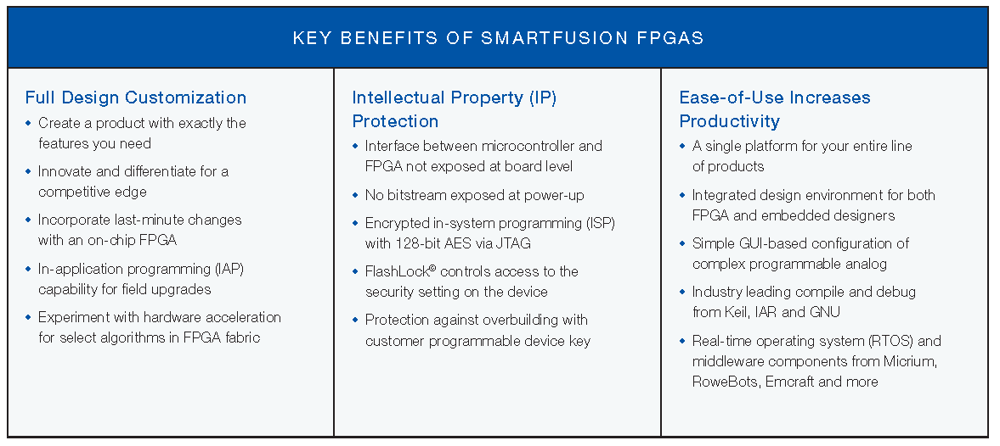 KEY BENEFITS OF SMARTFUSION FPGAS
Full Design Customization
• Create a product with exactly the
features you need
• Innovate and differentiate for a
competitive edge
• Incorporate last-minute changes
with an on-chip FPGA
• In-application programming (IAP)
capability for field upgrades
• Experiment with hardware acceleration
for select algorithms in FPGA fabric
Intellectual Property (IP)
Protection
• Interface between microcontroller and
FPGA not exposed at board level
• No bitstream exposed at power-up
• Encrypted in-system programming (ISP)
with 128-bit AES via JTAG
• FlashLock® controls access to the
security setting on the device
• Protection against overbuilding with
customer programmable device key
Ease-of-Use Increases
Productivity
• A single platform for your entire line
of products
• Integrated design environment for both
FPGA and embedded designers
• Simple GUI-based configuration of
complex programmable analog
• Industry leading compile and debug
from Keil, IAR and GNU
• Real-time operating system (RTOS) and
middleware components from Micrium,
RoweBots, Emcraft and more